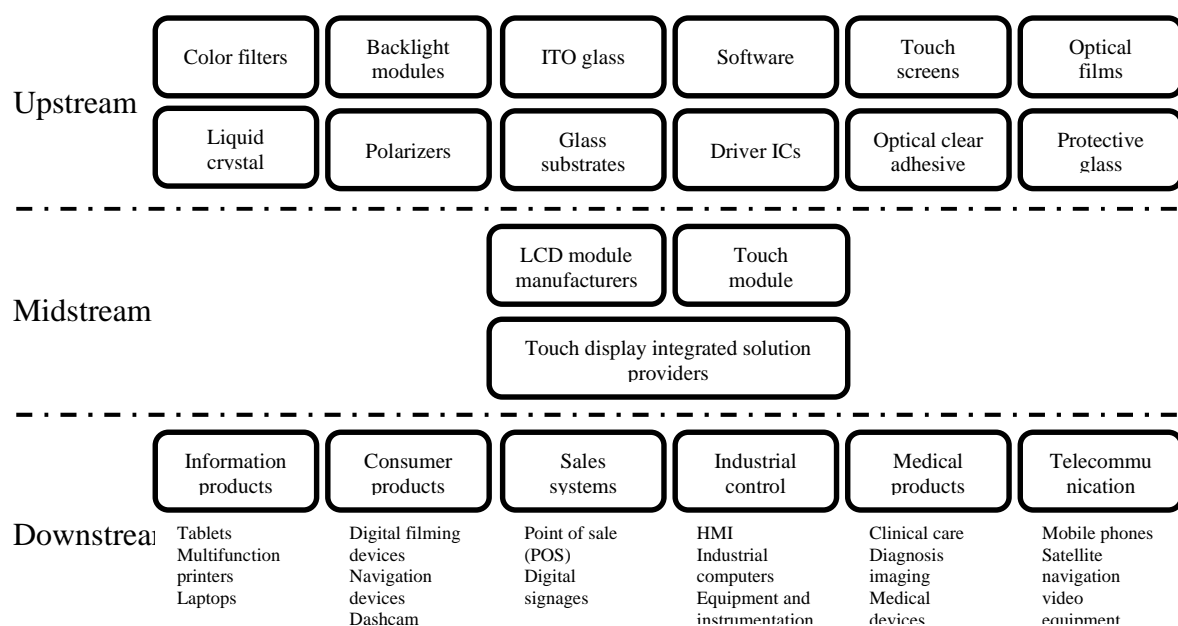 Upstream
Color filters
Backlight
modules
ITO glass
Software
Touch
screens
Optical
films
Liquid
crystal
Polarizers
Glass
substrates
Driver ICs
Optical clear
adhesive
Protective
glass
Midstream
LCD module
manufacturers
Touch
module
Touch display integrated solution
providers
Downstream
Information
products
Consumer
products
Sales
systems
Industrial
control
Medical
products
Telecommu
nication
Tablets
Multifunction
printers
Laptops
Digital filming
devices
Navigation
devices
Dashcam
Point of sale
(POS)
Digital
signages
HMI
Industrial
computers
Equipment and
instrumentation
Clinical care
Diagnosis
imaging
Medical
devices
Mobile phones
Satellite
navigation
video
equipment